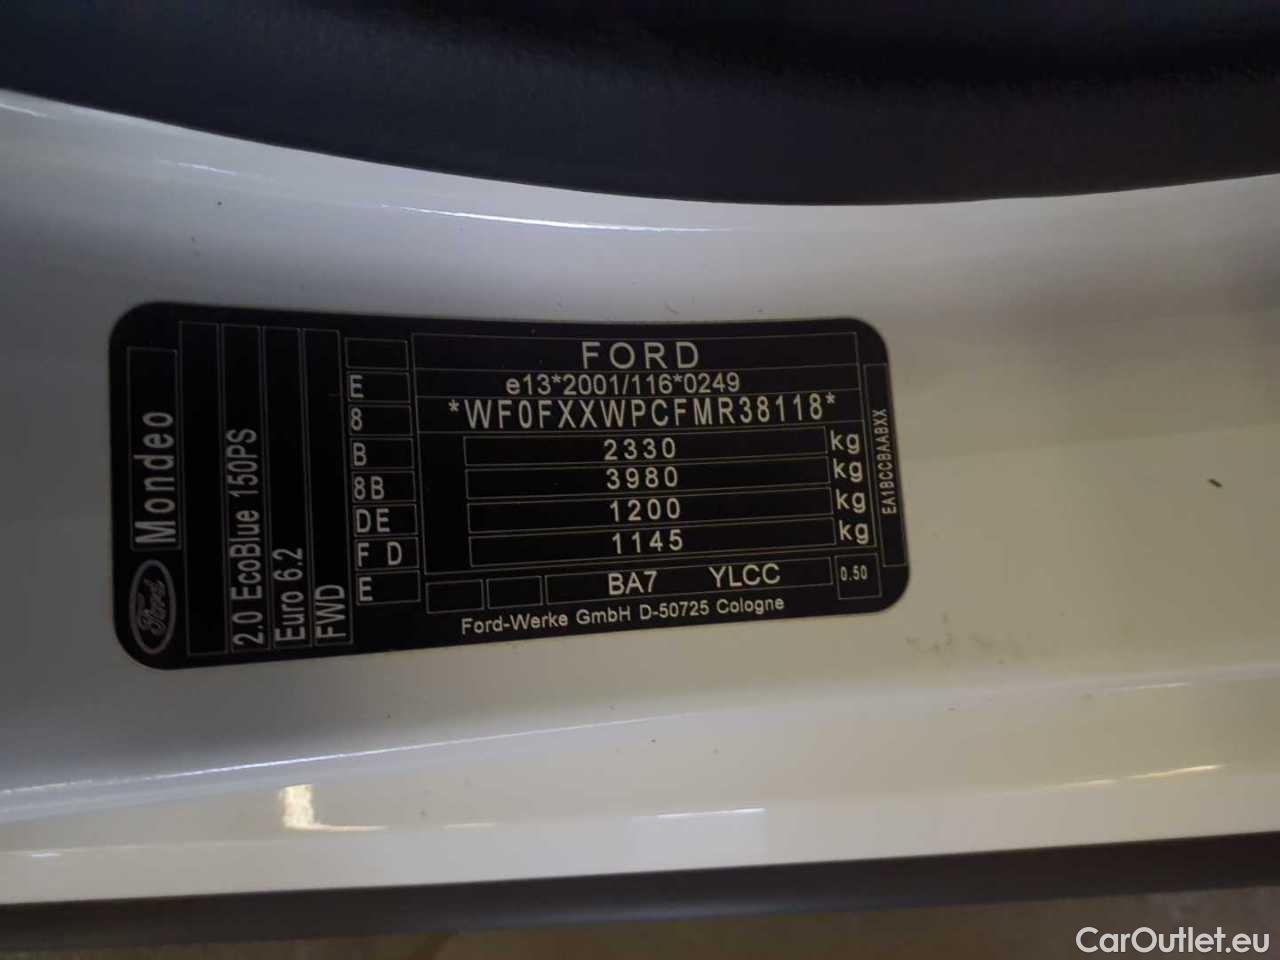 Ford
Mondeo
2.0 EcoBlue 150PS
Euro 6.2
FWD
E
8
B
8B
DE
F D
E
FORD
e13*2001/116*0249
*WF0FXXWPCFMR38118*
2330 kg
3980 kg
1200 kg
1145 kg
BA7 YLCC 0.50
Ford-Werke GmbH D-50725 Cologne
EA1BCCBAABXX
CarOutlet.eu